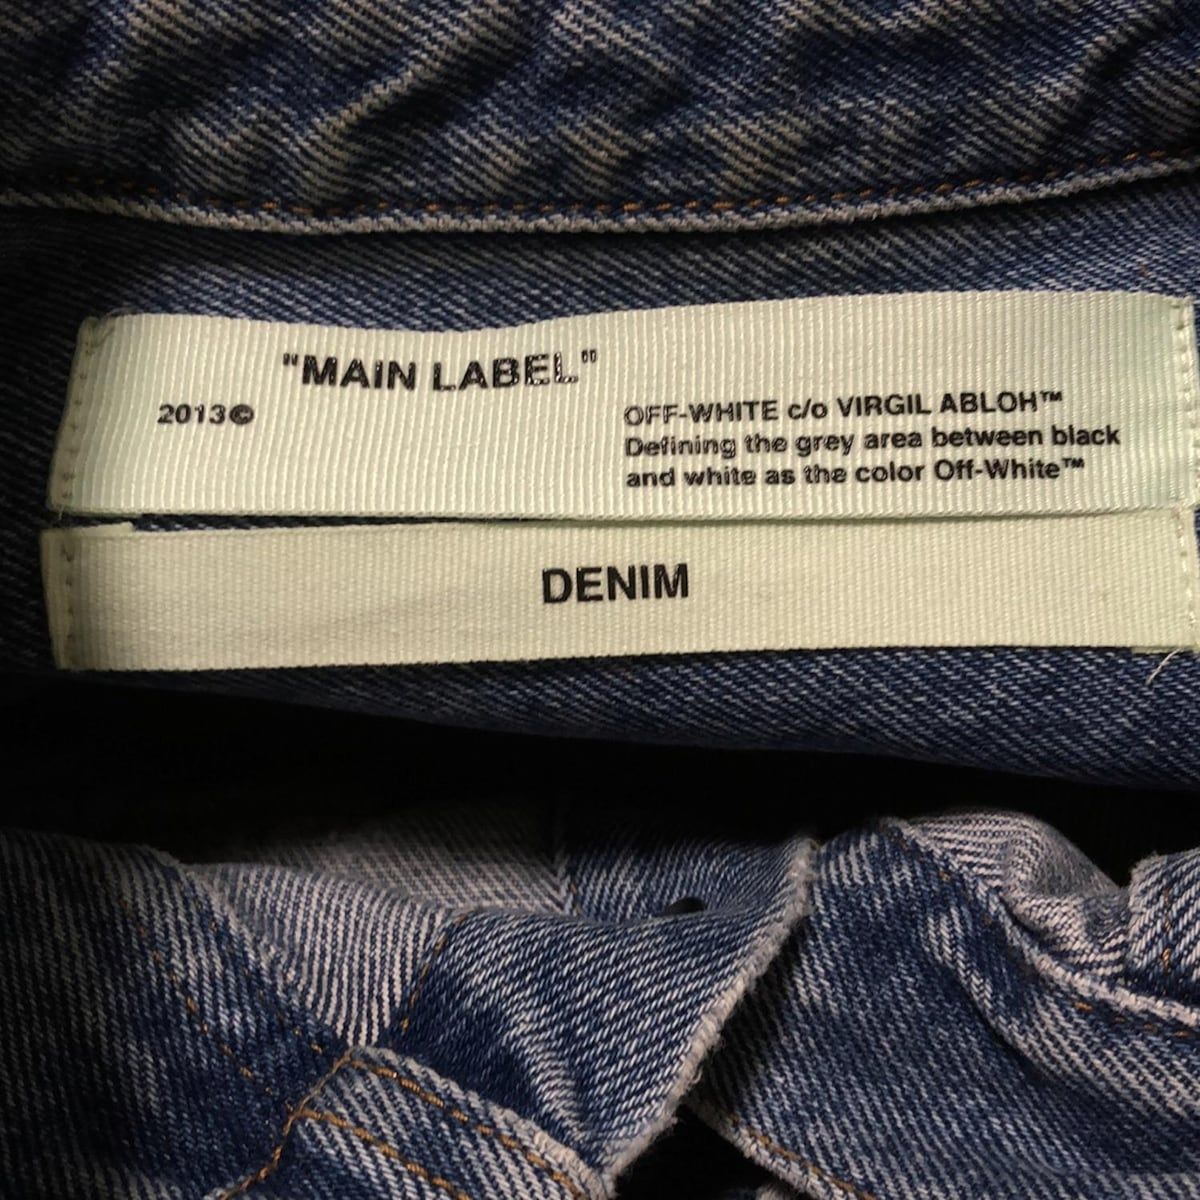 "MAIN LABEL"
2013©
OFF-WHITE c/o VIRGIL ABLOH™
Defining the grey area between black
and white as the color Off-White™
DENIM